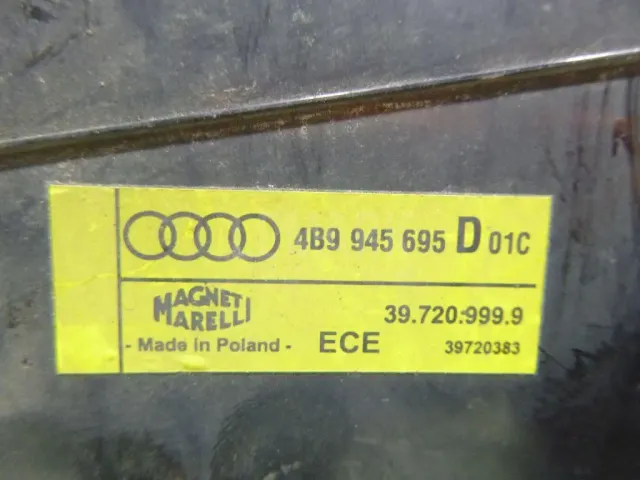 4B9 945 695 D 01C
MAGNETI
MARELLI
39.720.999.9
- Made in Poland -
ECE
39720383